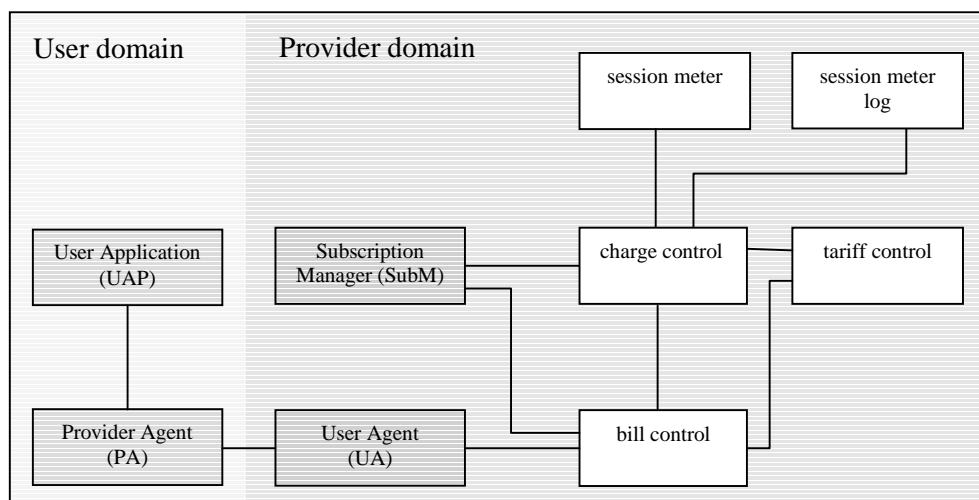 User domain
Provider domain
session meter
session meter
log
User Application
(UAP)
Subscription
Manager (SubM)
charge control
tariff control
Provider Agent
(PA)
User Agent
(UA)
bill control